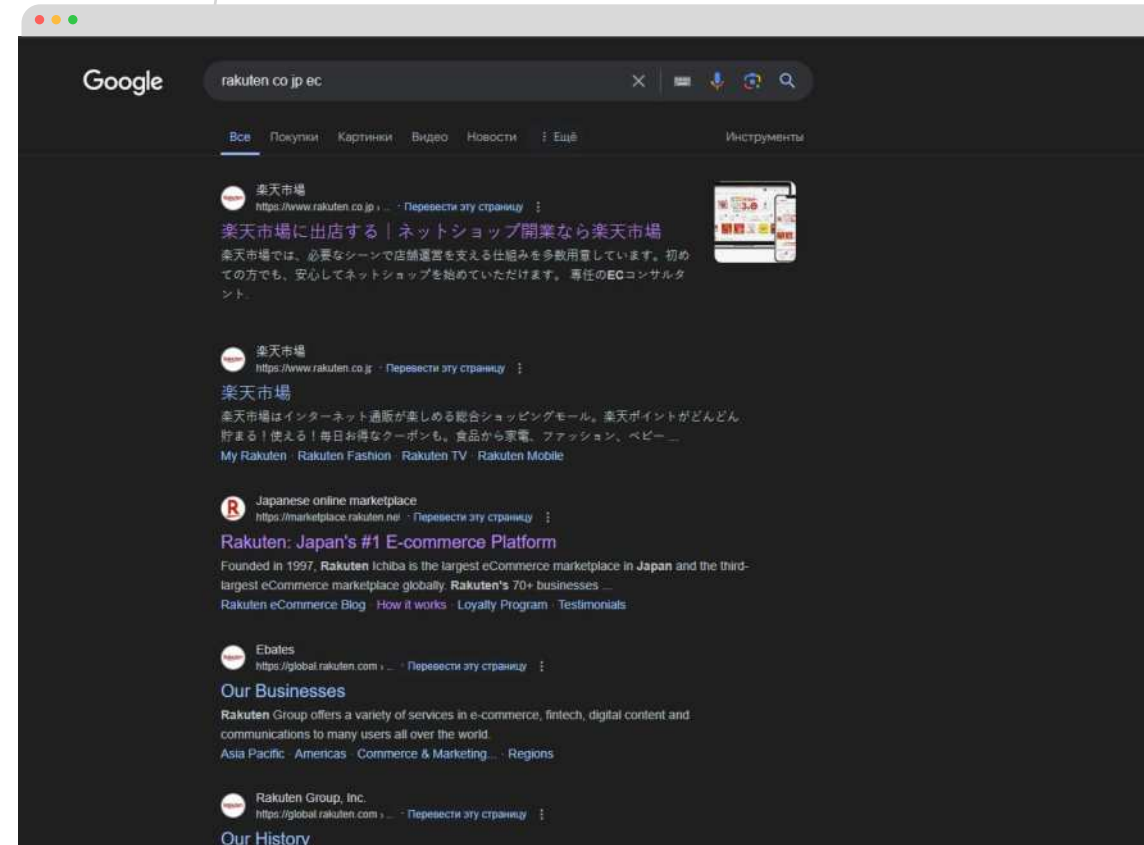 Google
rakuten co jp ec
Все Покупки Картинки Видео Новости ⋮ Ещё Инструменты
楽天市場
https://www.rakuten.co.jp › ... · Перевести эту страницу ⋮
楽天市場に出店する | ネットショップ開業なら楽天市場
楽天市場では、必要なシーンで店舗運営を支える仕組みを多数用意しています。初め
ての方でも、安心してネットショップを始めていただけます。 専任のECコンサルタ
ント.
楽天市場
https://www.rakuten.co.jp · Перевести эту страницу ⋮
楽天市場
楽天市場はインターネット通販が楽しめる総合ショッピングモール。楽天ポイントがどんどん
貯まる！使える！毎日お得なクーポンも。食品から家電、ファッション、ベビー ...
My Rakuten · Rakuten Fashion · Rakuten TV · Rakuten Mobile
R
Japanese online marketplace
https://marketplace.rakuten.net · Перевести эту страницу ⋮
Rakuten: Japan's #1 E-commerce Platform
Founded in 1997, Rakuten Ichiba is the largest eCommerce marketplace in Japan and the third-
largest eCommerce marketplace globally. Rakuten's 70+ businesses ...
Rakuten eCommerce Blog · How it works · Loyalty Program · Testimonials
Ebates
https://global.rakuten.com › ... · Перевести эту страницу ⋮
Our Businesses
Rakuten Group offers a variety of services in e-commerce, fintech, digital content and
communications to many users all over the world.
Asia Pacific · Americas · Commerce & Marketing... · Regions
Rakuten Group, Inc.
https://global.rakuten.com › ... · Перевести эту страницу ⋮
Our History